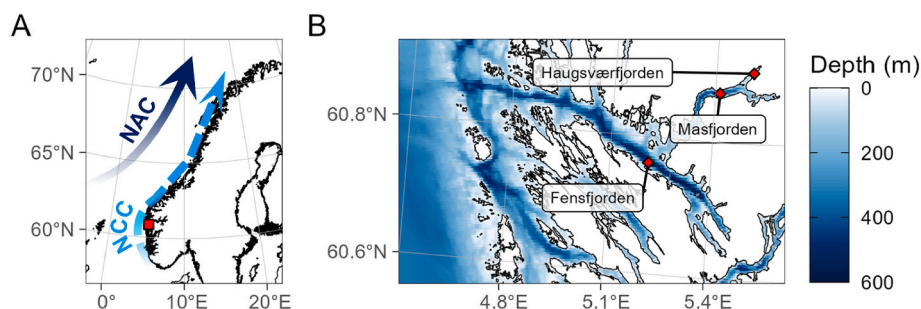 A
70°N
65°N
60°N
0°
10°E
20°E
NAC
NCC
B
60.8°N
60.6°N
4.8°E
5.1°E
5.4°E
Haugsværfjorden
Masfjorden
Fensfjorden
Depth (m)
0
200
400
600